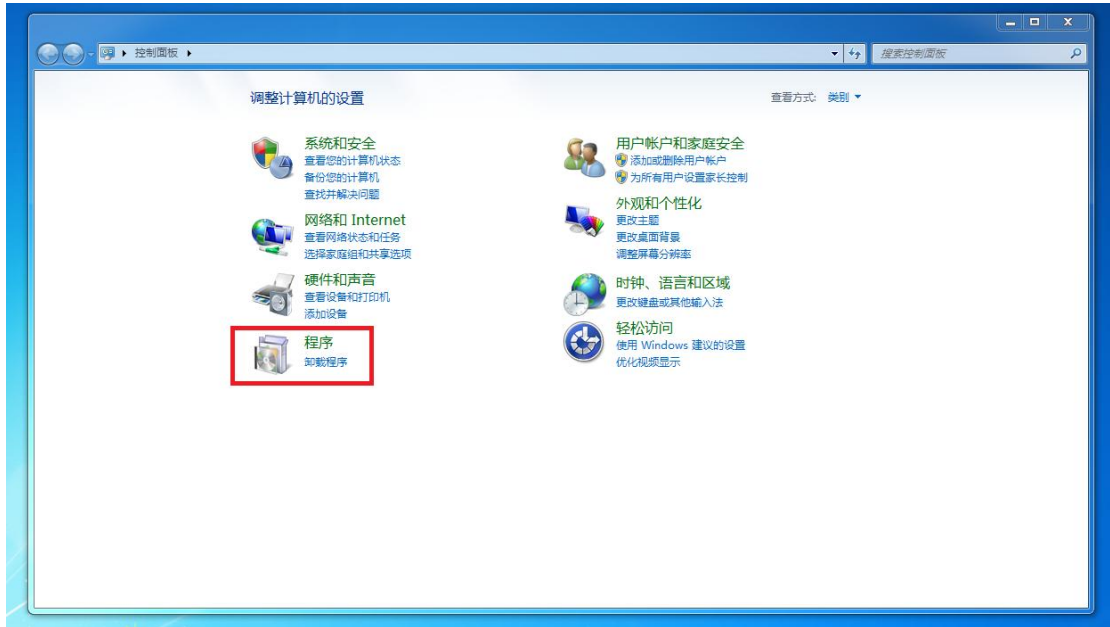 控制面板
搜索控制面板
调整计算机的设置
查看方式: 类别
系统和安全
查看您的计算机状态
备份您的计算机
查找并解决问题
网络和 Internet
查看网络状态和任务
选择家庭组和共享选项
硬件和声音
查看设备和打印机
添加设备
程序
卸载程序
用户帐户和家庭安全
添加或删除用户帐户
为所有用户设置家长控制
外观和个性化
更改主题
更改桌面背景
调整屏幕分辨率
时钟、语言和区域
更改键盘或其他输入法
轻松访问
使用 Windows 建议的设置
优化视频显示